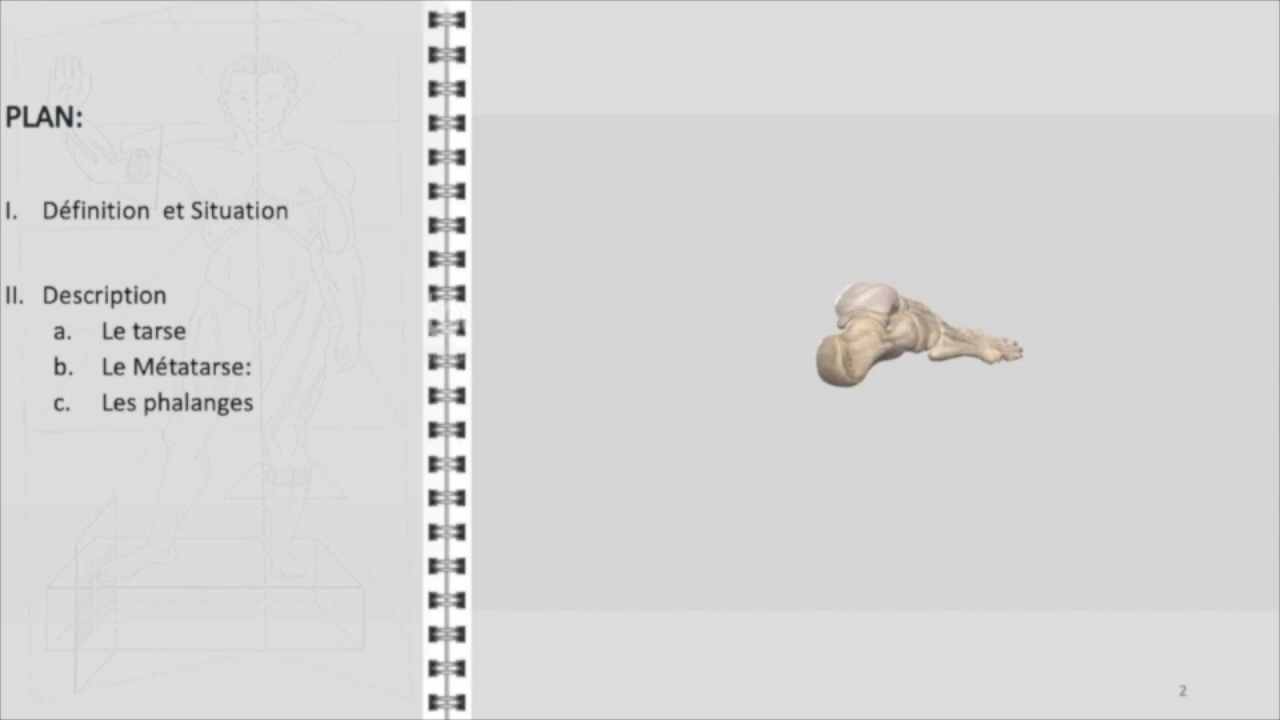 PLAN:
I. Définition et Situation
II. Description
a. Le tarse
b. Le Métatarse:
c. Les phalanges
2